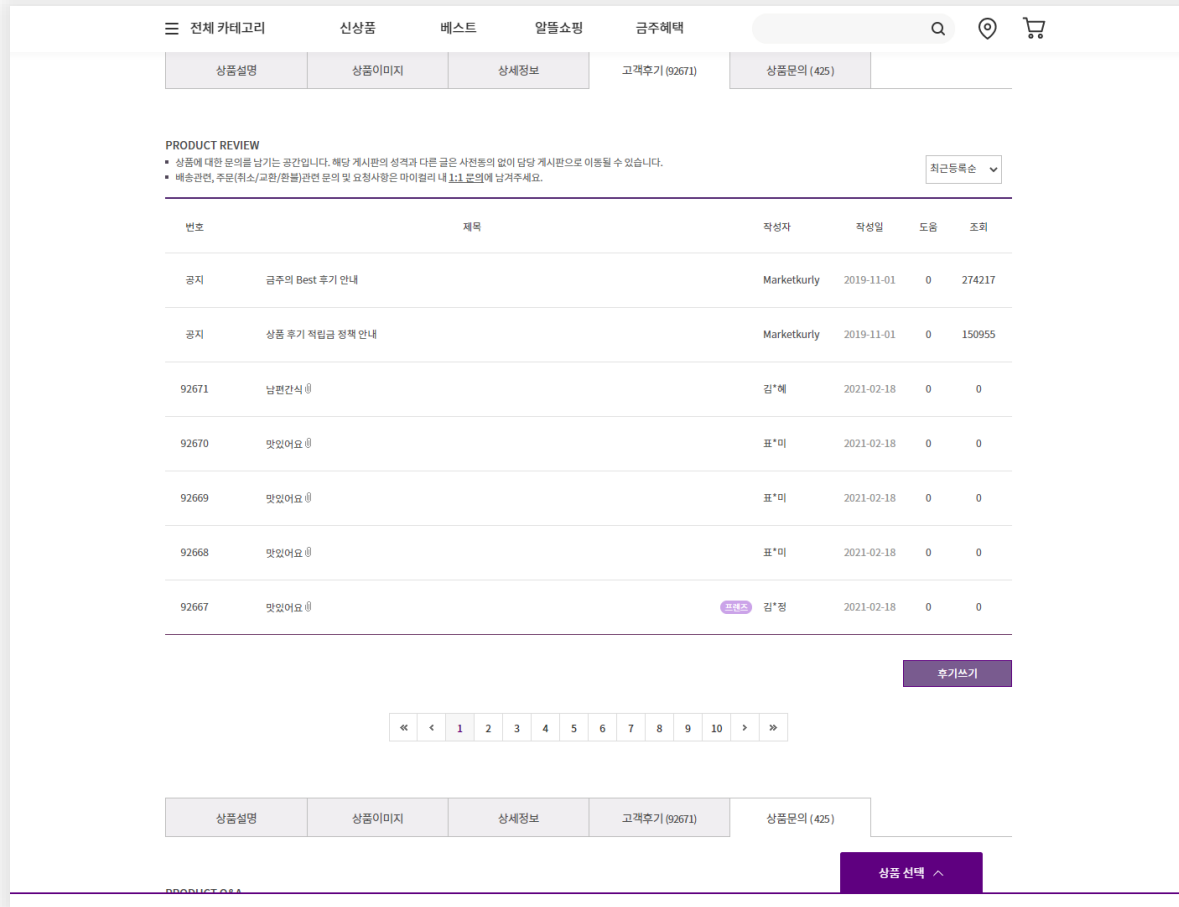 전체 카테고리 신상품 베스트 알뜰쇼핑 금주혜택
상품설명 상품이미지 상세정보 고객후기 (92671) 상품문의 (425)
PRODUCT REVIEW
▪ 상품에 대한 문의를 남기는 공간입니다. 해당 게시판의 성격과 다른 글은 사전동의 없이 담당 게시판으로 이동될 수 있습니다.
▪ 배송관련, 주문(취소/교환/환불)관련 문의 및 요청사항은 마이컬리 내 1:1 문의에 남겨주세요.
최근등록순
번호 제목 작성자 작성일 도움 조회
공지 금주의 Best 후기 안내 Marketkurly 2019-11-01 0 274217
공지 상품 후기 적립금 정책 안내 Marketkurly 2019-11-01 0 150955
92671 남편간식 김*혜 2021-02-18 0 0
92670 맛있어요 표*미 2021-02-18 0 0
92669 맛있어요 표*미 2021-02-18 0 0
92668 맛있어요 표*미 2021-02-18 0 0
92667 맛있어요 프렌즈 김*정 2021-02-18 0 0
후기쓰기
« ‹ 1 2 3 4 5 6 7 8 9 10 › »
상품설명 상품이미지 상세정보 고객후기 (92671) 상품문의 (425)
상품 선택
PRODUCT Q&A